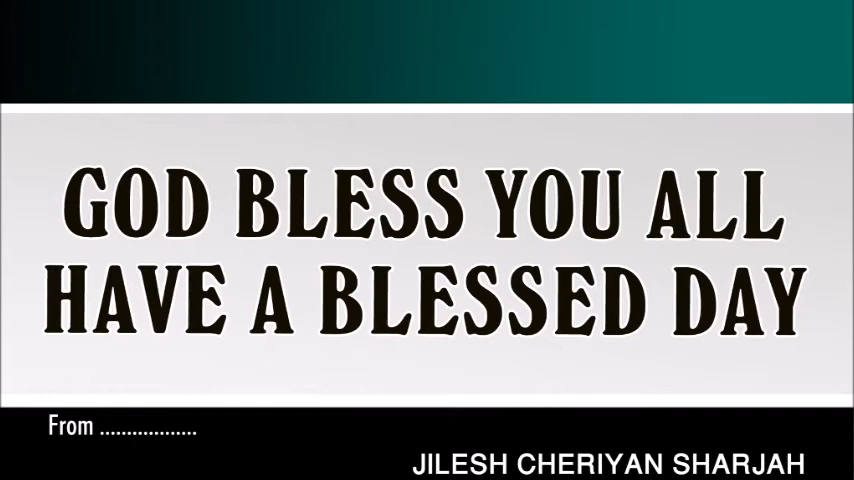 GOD BLESS YOU ALL
HAVE A BLESSED DAY
From ..................
JILESH CHERIYAN SHARJAH